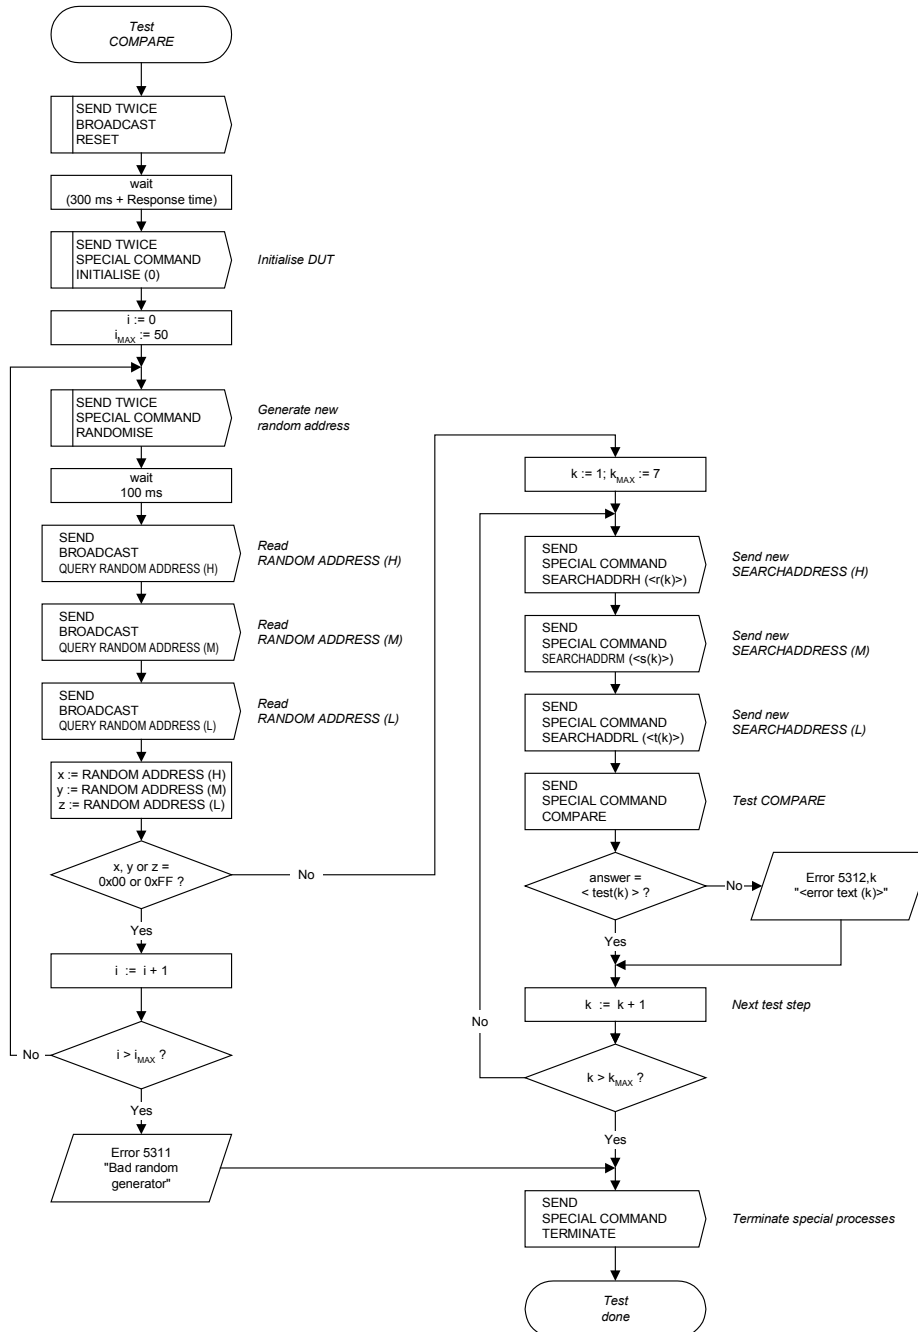 Test
COMPARE
SEND TWICE
BROADCAST
RESET
wait
(300 ms + Response time)
SEND TWICE
SPECIAL COMMAND
INITIALISE (0)
Initialise DUT
i := 0
iMAX := 50
SEND TWICE
SPECIAL COMMAND
RANDOMISE
Generate new
random address
wait
100 ms
SEND
BROADCAST
QUERY RANDOM ADDRESS (H)
Read
RANDOM ADDRESS (H)
SEND
BROADCAST
QUERY RANDOM ADDRESS (M)
Read
RANDOM ADDRESS (M)
SEND
BROADCAST
QUERY RANDOM ADDRESS (L)
Read
RANDOM ADDRESS (L)
x := RANDOM ADDRESS (H)
y := RANDOM ADDRESS (M)
z := RANDOM ADDRESS (L)
x, y or z =
0x00 or 0xFF ?
No
Yes
i := i + 1
i > iMAX ?
No
Yes
Error 5311
"Bad random
generator"
k := 1; kMAX := 7
SEND
SPECIAL COMMAND
SEARCHADDRH (<r(k)>)
Send new
SEARCHADDRESS (H)
SEND
SPECIAL COMMAND
SEARCHADDRM (<s(k)>)
Send new
SEARCHADDRESS (M)
SEND
SPECIAL COMMAND
SEARCHADDRL (<t(k)>)
Send new
SEARCHADDRESS (L)
SEND
SPECIAL COMMAND
COMPARE
Test COMPARE
answer =
< test(k) > ?
No
Error 5312,k
"<error text (k)>"
Yes
k := k + 1
Next test step
No
k > kMAX ?
Yes
SEND
SPECIAL COMMAND
TERMINATE
Terminate special processes
Test
done